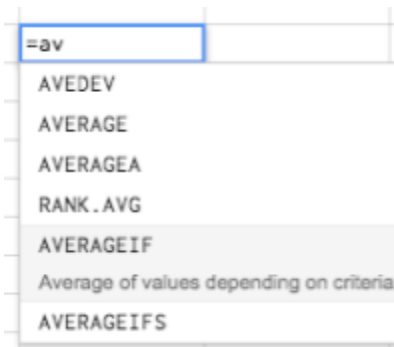 =av
AVEDEV
AVERAGE
AVERAGEA
RANK.AVG
AVERAGEIF
Average of values depending on criteria
AVERAGEIFS